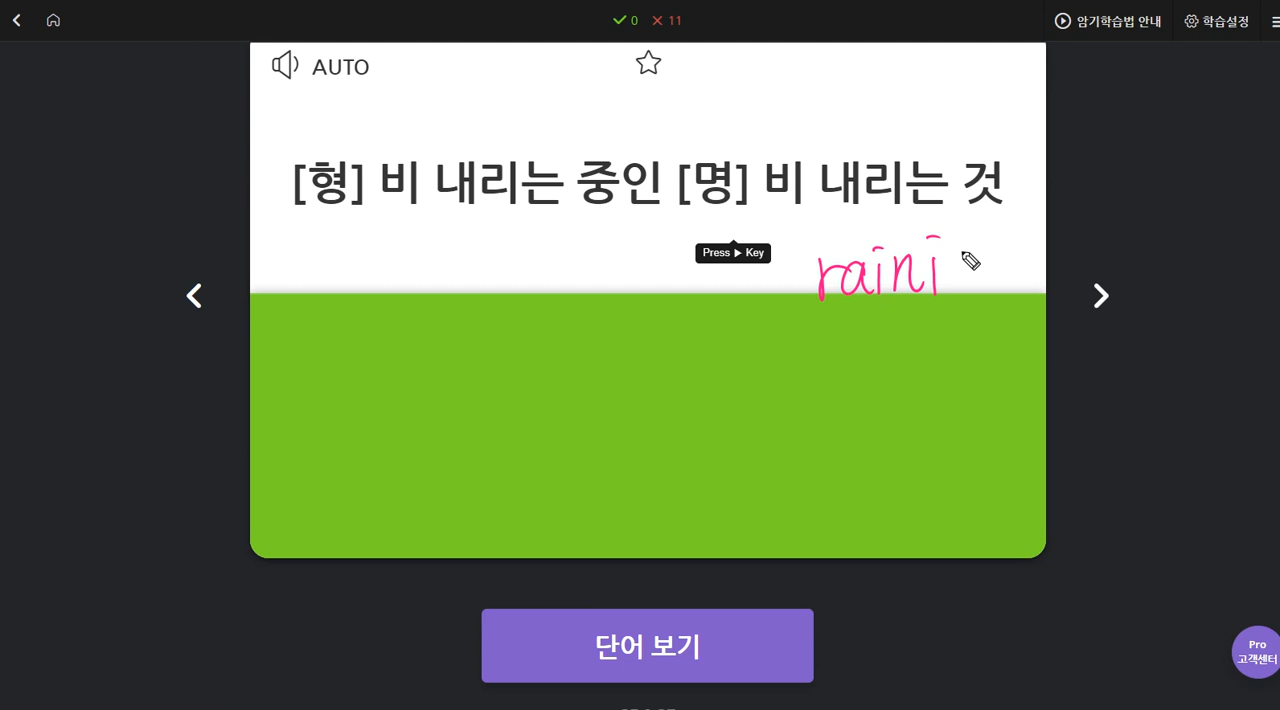 0 11 암기학습법 안내 학습설정
AUTO
[형] 비 내리는 중인 [명] 비 내리는 것
Press ▶ Key
raini
단어 보기
Pro
고객센터